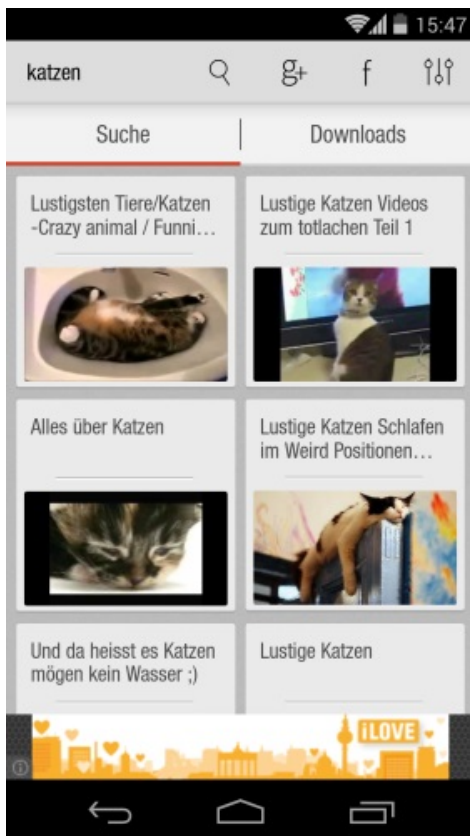 15:47
katzen
g+
f
Suche
Downloads
Lustigsten Tiere/Katzen
-Crazy animal / Funni...
Lustige Katzen Videos
zum totlachen Teil 1
Alles über Katzen
Lustige Katzen Schlafen
im Weird Positionen...
Und da heisst es Katzen
mögen kein Wasser ;)
Lustige Katzen
iLOVE